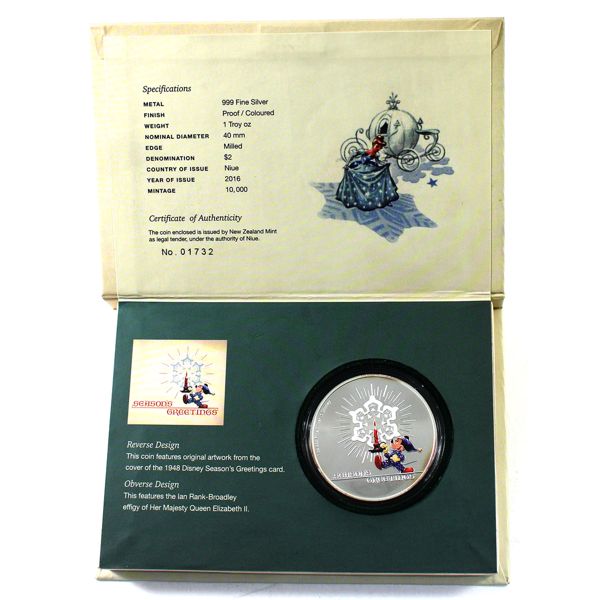 Specifications
METAL 999 Fine Silver
FINISH Proof / Coloured
WEIGHT 1 Troy oz
NOMINAL DIAMETER 40 mm
EDGE Milled
DENOMINATION $2
COUNTRY OF ISSUE Niue
YEAR OF ISSUE 2016
MINTAGE 10,000
Certificate of Authenticity
The coin enclosed is issued by New Zealand Mint
as legal tender, under the authority of Niue.
No. 01732
SEASON'S
GREETINGS
Reverse Design
This coin features original artwork from the
cover of the 1948 Disney Season's Greetings card.
Obverse Design
This features the Ian Rank-Broadley
effigy of Her Majesty Queen Elizabeth II.
SEASON'S
GREETINGS